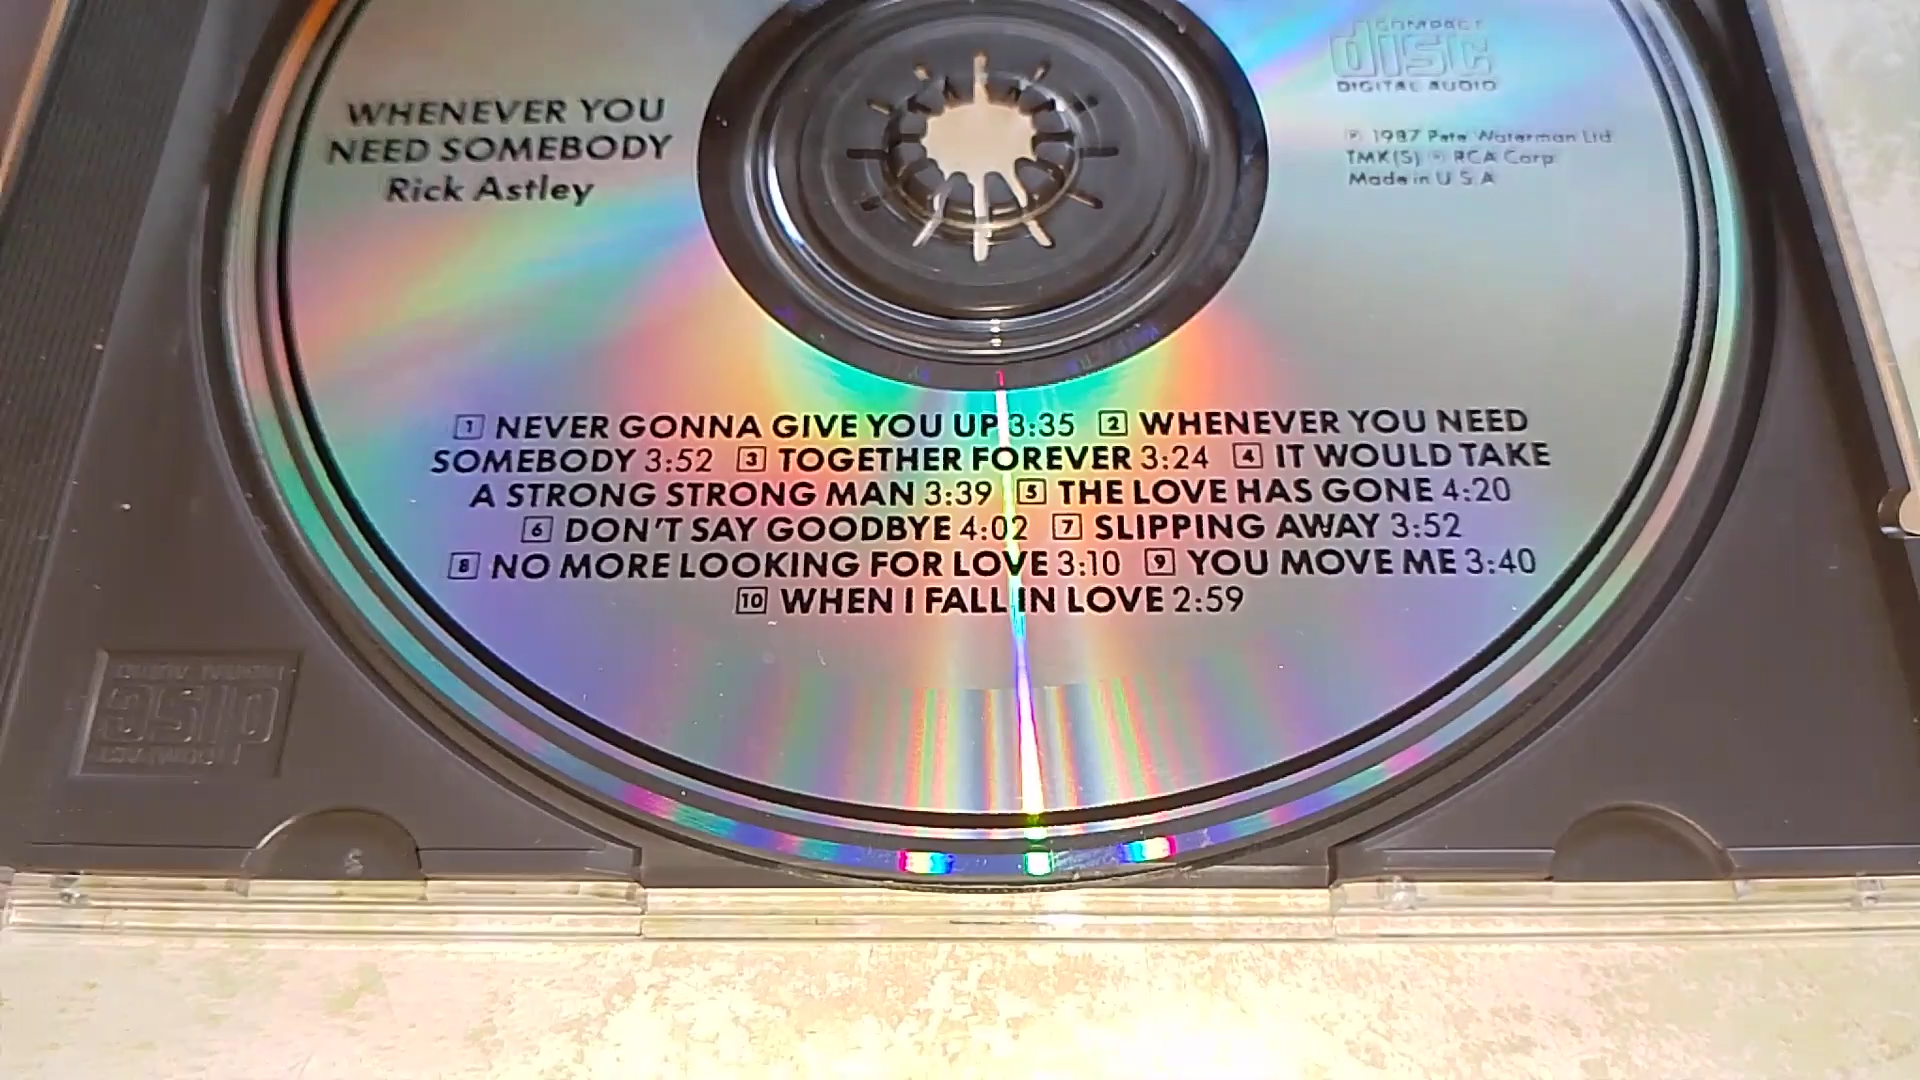 WHENEVER YOU
NEED SOMEBODY
Rick Astley
COMPACT
disc
DIGITAL AUDIO
℗ 1987 Pete Waterman Ltd
TMK(S) ® RCA Corp
Made in U S A
1 NEVER GONNA GIVE YOU UP 3:35 2 WHENEVER YOU NEED
SOMEBODY 3:52 3 TOGETHER FOREVER 3:24 4 IT WOULD TAKE
A STRONG STRONG MAN 3:39 5 THE LOVE HAS GONE 4:20
6 DON'T SAY GOODBYE 4:02 7 SLIPPING AWAY 3:52
8 NO MORE LOOKING FOR LOVE 3:10 9 YOU MOVE ME 3:40
10 WHEN I FALL IN LOVE 2:59